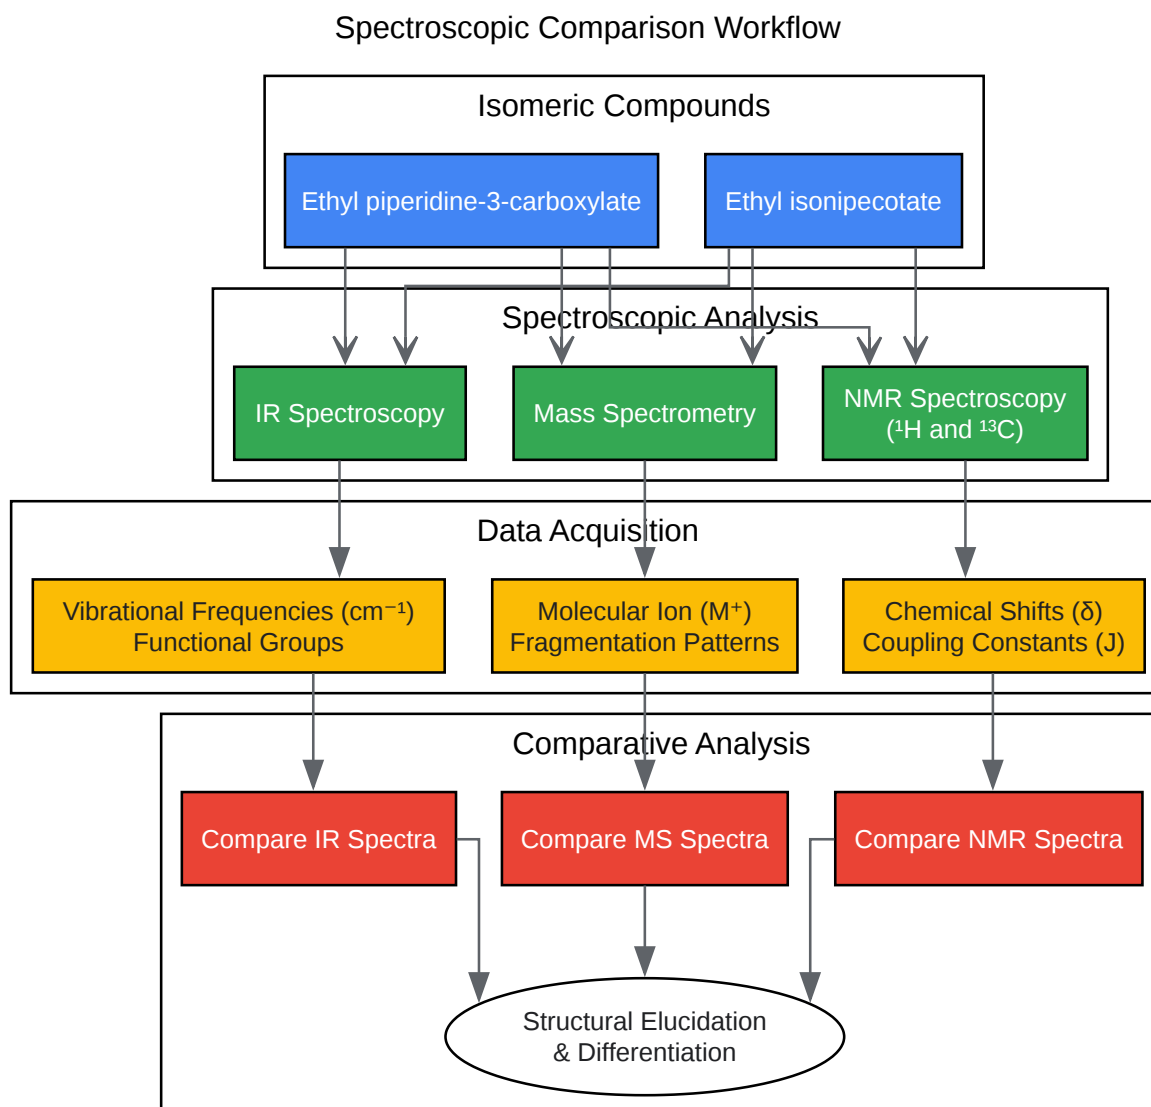 Spectroscopic Comparison Workflow
Isomeric Compounds
Ethyl piperidine-3-carboxylate
Ethyl isonipecotate
Spectroscopic Analysis
IR Spectroscopy
Mass Spectrometry
NMR Spectroscopy
(¹H and ¹³C)
Data Acquisition
Vibrational Frequencies (cm⁻¹)
Functional Groups
Molecular Ion (M⁺)
Fragmentation Patterns
Chemical Shifts (δ)
Coupling Constants (J)
Comparative Analysis
Compare IR Spectra
Compare MS Spectra
Compare NMR Spectra
Structural Elucidation
& Differentiation